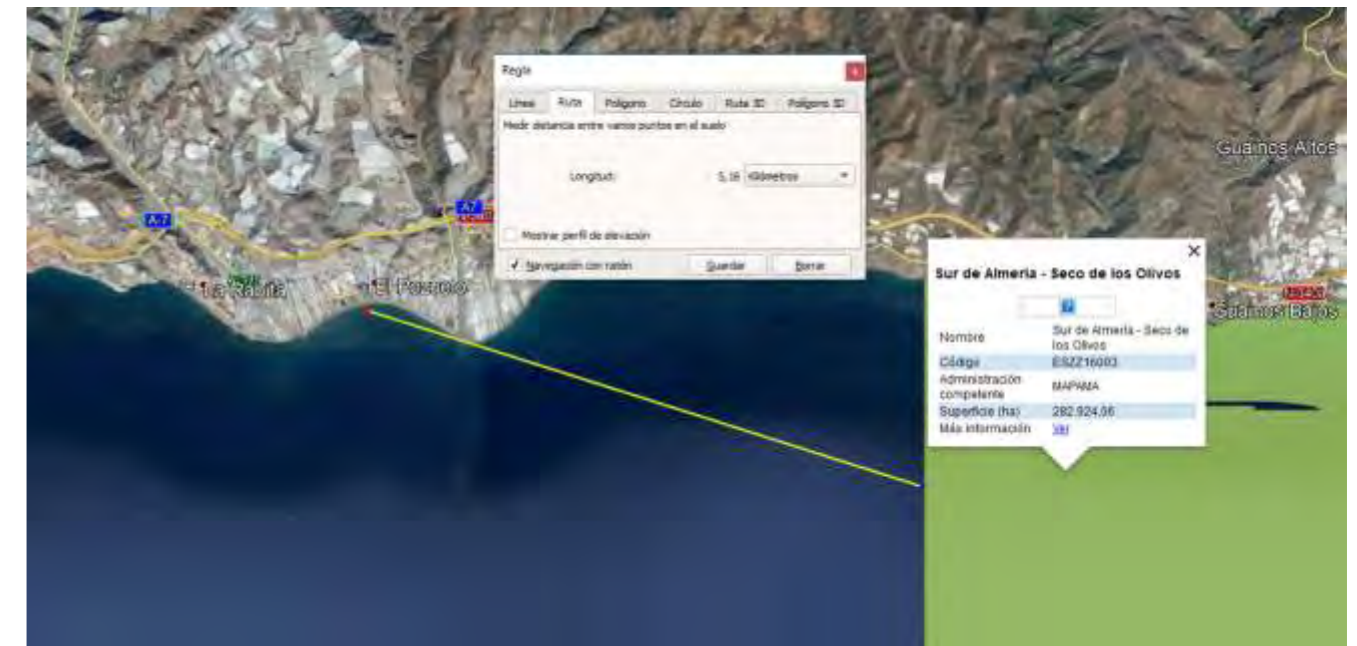 Regla
Línea Ruta Polígono Círculo Ruta 3D Polígono 3D
Medir distancia entre varios puntos en el suelo
Longitud: 5,16 Kilómetros
Mostrar perfil de elevación
Navegación con ratón Guardar Borrar
Guainos Altos
A-7
A7
La Rábita
El Pozuelo
Guainos Bajos
Sur de Almería - Seco de los Olivos
?
Nombre Sur de Almería - Seco de
los Olivos
Código ESZZ16003
Administración
competente MAPAMA
Superficie (ha) 282.924,06
Más información Ver